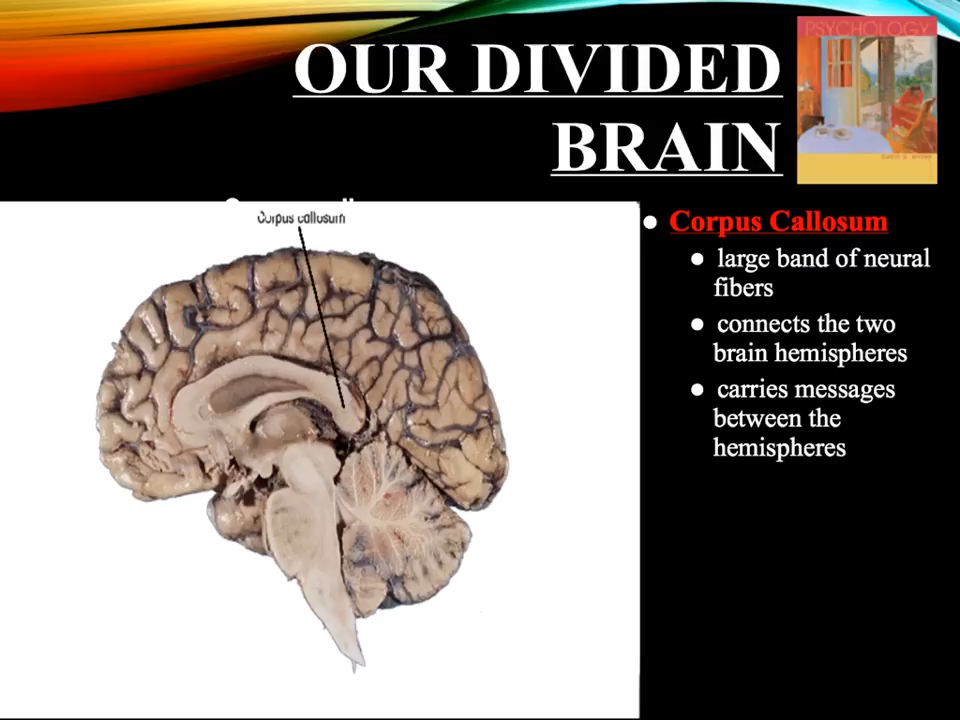 OUR DIVIDED
BRAIN
PSYCHOLOGY
Corpus callosum
● Corpus Callosum
● large band of neural
fibers
● connects the two
brain hemispheres
● carries messages
between the
hemispheres